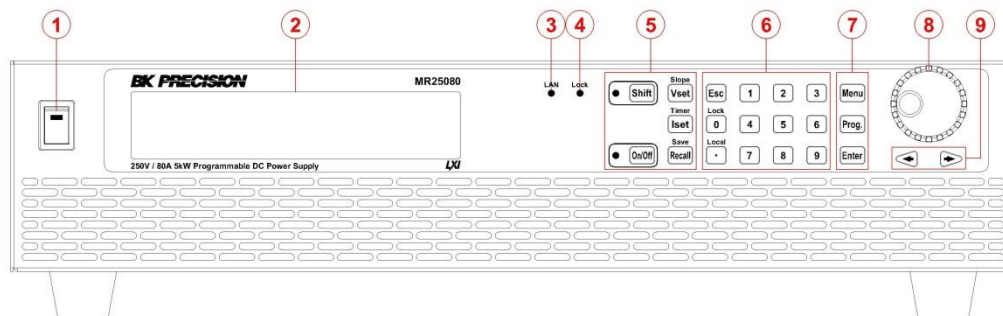 1 2 3 4 5 6 7 8 9
BK PRECISION MR25080
LAN Lock
Slope
Shift Vset Esc 1 2 3 Menu
Timer Lock
Iset 0 4 5 6 Prog.
Save Local
On/Off Recall . 7 8 9 Enter
250V / 80A 5kW Programmable DC Power Supply LXI